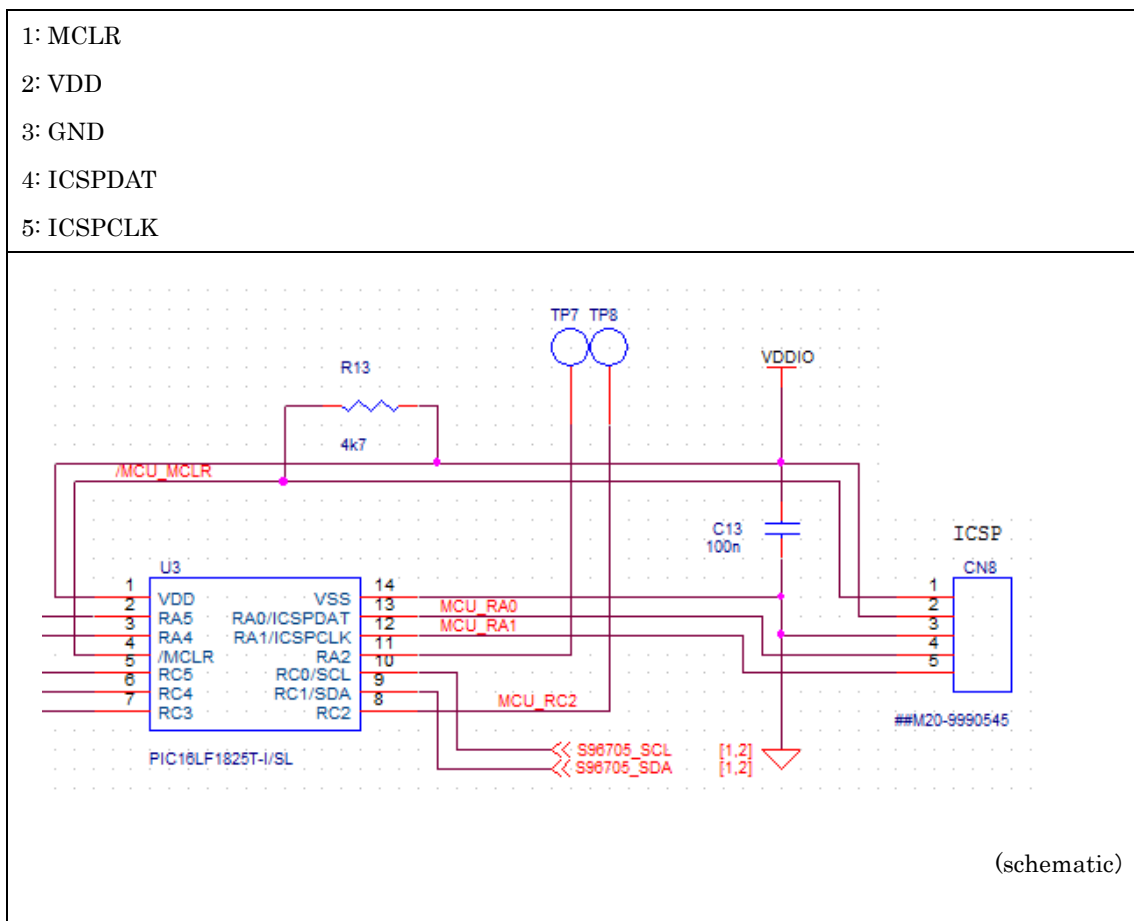 1: MCLR
2: VDD
3: GND
4: ICSPDAT
5: ICSPCLK
TP7 TP8
R13
VDDIO
4k7
/MCU_MCLR
C13
100n
ICSP
U3
CN8
1 VDD
2 RA5
3 RA4
4 /MCLR
5 RC5
6 RC4
7 RC3
VSS 14
RA0/ICSPDAT 13 MCU_RA0
RA1/ICSPCLK 12 MCU_RA1
RA2 11
RC0/SCL 10
RC1/SDA 9
RC2 8 MCU_RC2
1
2
3
4
5
##M20-9990545
PIC16LF1825T-I/SL
S96705_SCL [1,2]
S96705_SDA [1,2]
(schematic)